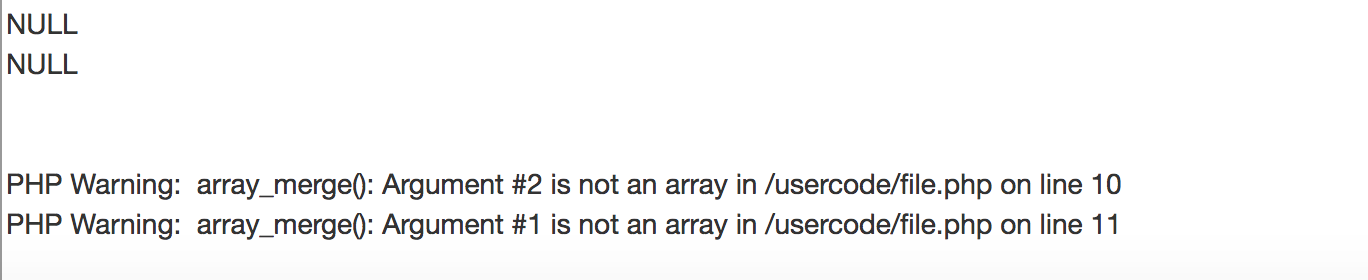 NULL
NULL
PHP Warning:  array_merge(): Argument #2 is not an array in /usercode/file.php on line 10
PHP Warning:  array_merge(): Argument #1 is not an array in /usercode/file.php on line 11